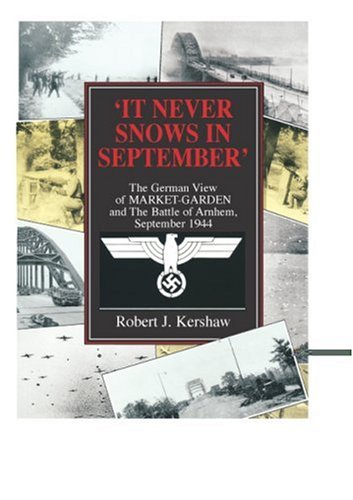 'IT NEVER
SNOWS IN
SEPTEMBER'
The German View
of MARKET-GARDEN
and The Battle of Arnhem,
September 1944
Robert J. Kershaw